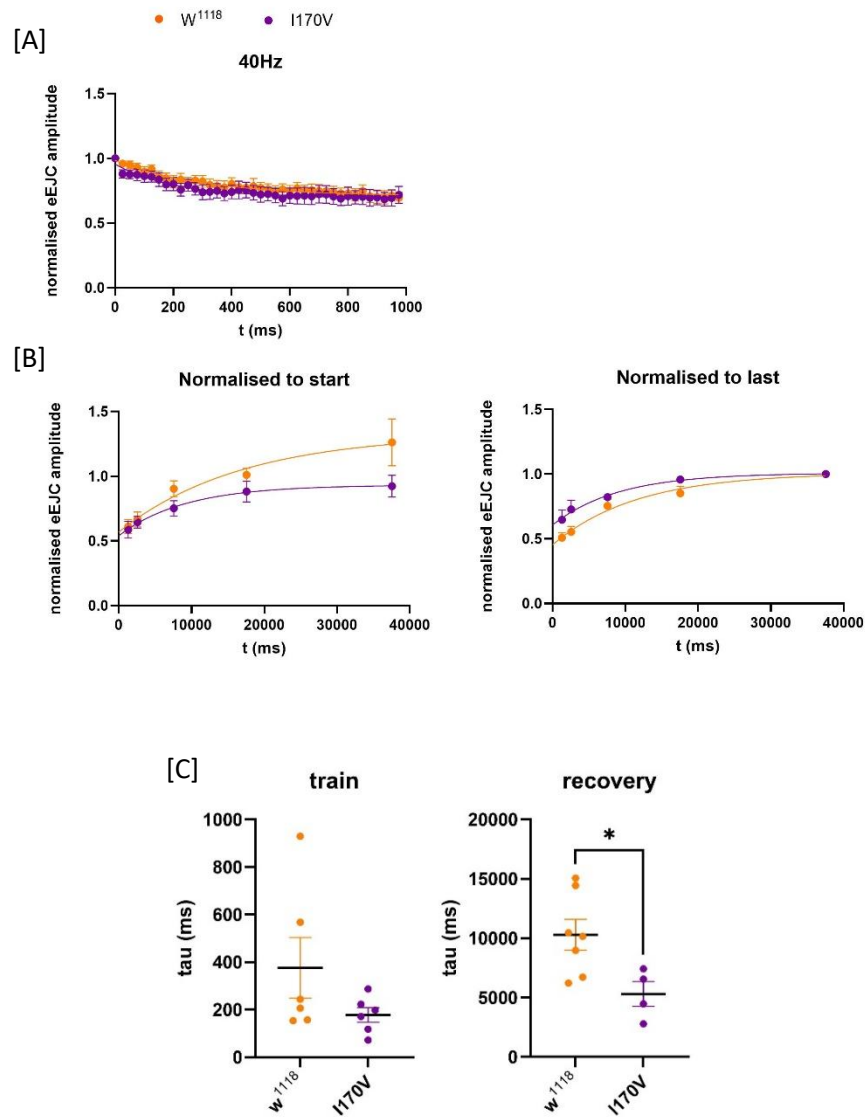 W1118 I170V
[A]
40Hz
normalised eEJC amplitude
1.5
1.0
0.5
0.0
0 200 400 600 800 1000
t (ms)
[B]
Normalised to start
normalised eEJC amplitude
1.5
1.0
0.5
0.0
0 10000 20000 30000 40000
t (ms)
Normalised to last
normalised eEJC amplitude
1.5
1.0
0.5
0.0
0 10000 20000 30000 40000
t (ms)
[C]
train
tau (ms)
1000
800
600
400
200
0
w1118 I170V
recovery
tau (ms)
20000
15000
10000
5000
0
*
w1118 I170V